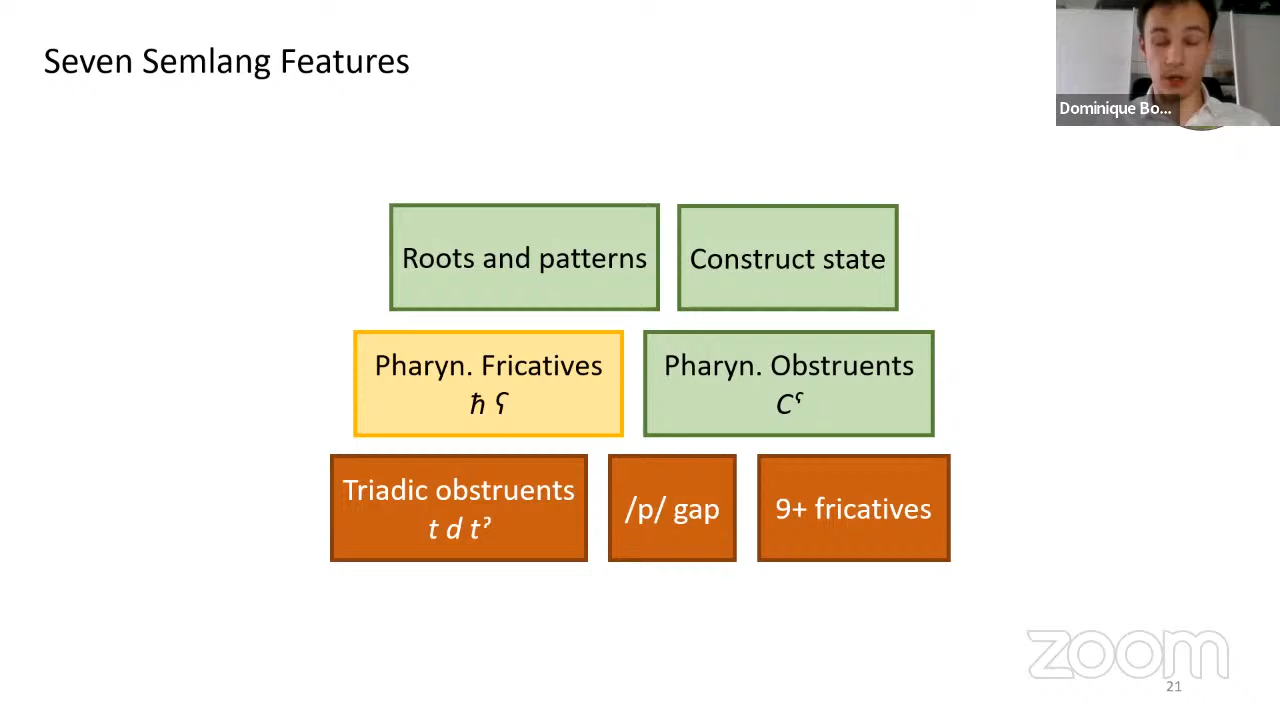 Seven Semlang Features
Dominique Bo...
Roots and patterns
Construct state
Pharyn. Fricatives
ħ ʕ
Pharyn. Obstruents
Cˤ
Triadic obstruents
t d tˀ
/p/ gap
9+ fricatives
zoom
21